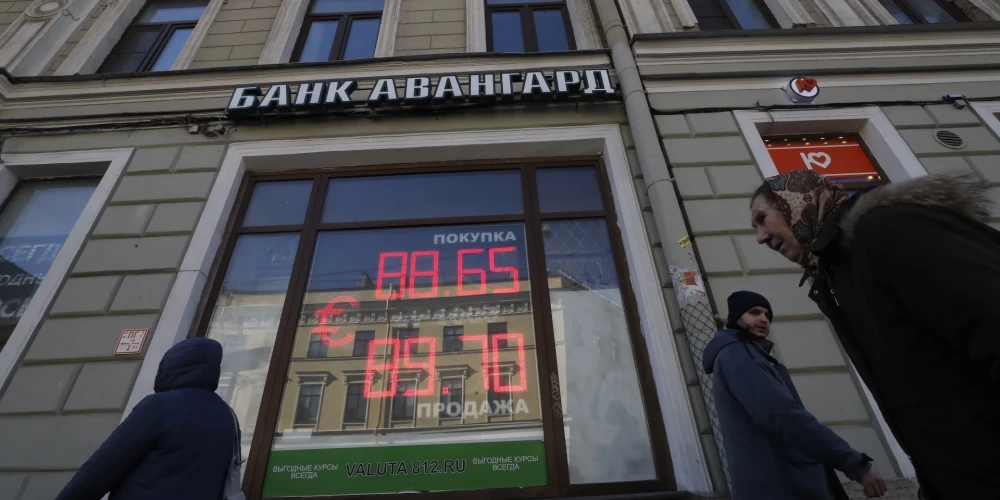 БАНК АВАНГАРД
Ю
ПОКУПКА
88.65
€
89.70
ПРОДАЖА
ВЫГОДНЫЕ КУРСЫ
ВСЕГДА
VALUTA 812.RU
ВЫГОДНЫЕ КУРСЫ
ВСЕГДА